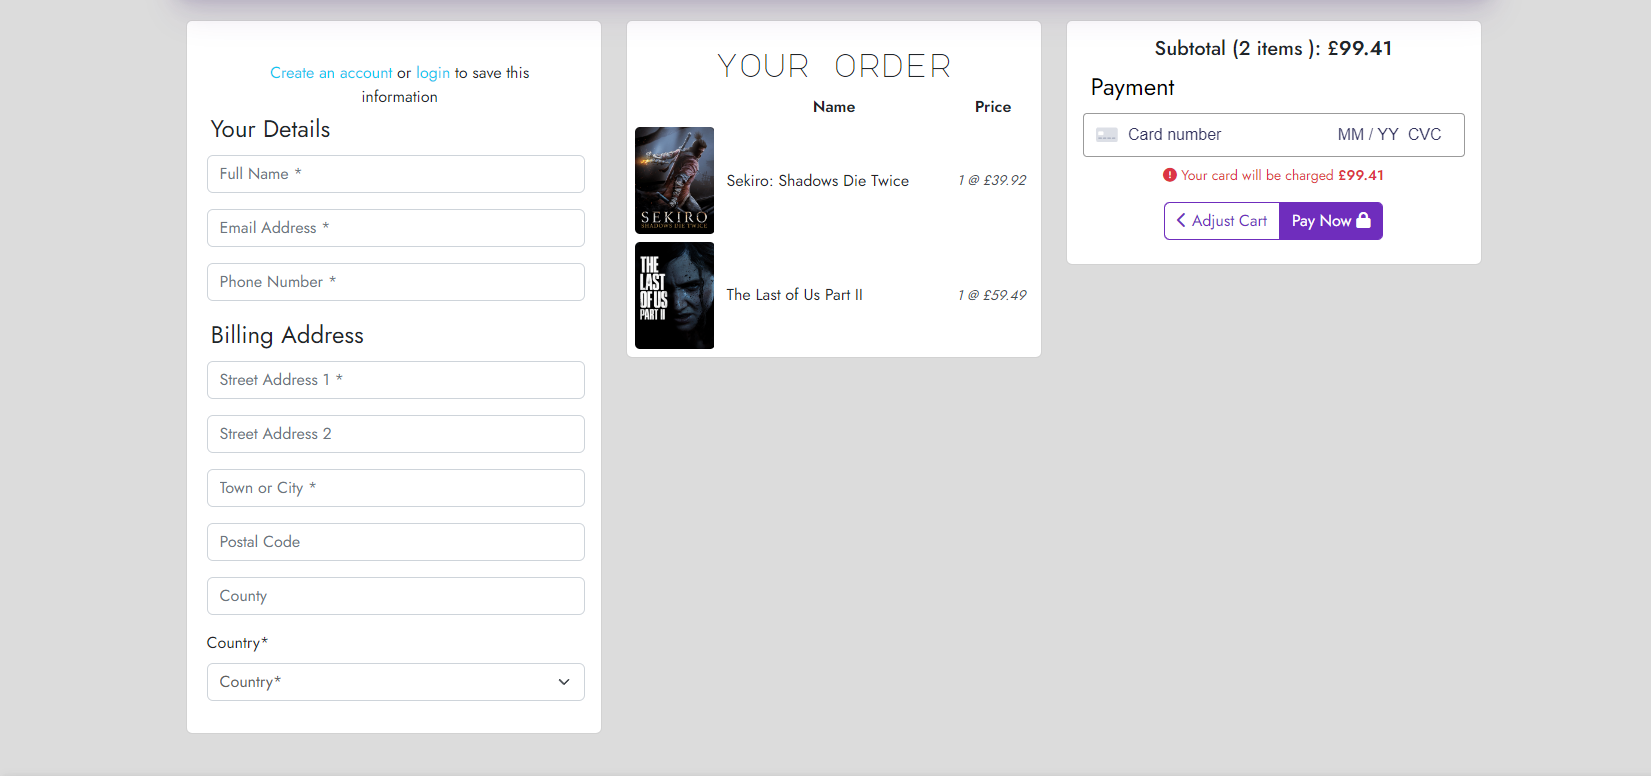 Create an account or login to save this
information
Your Details
Full Name *
Email Address *
Phone Number *
Billing Address
Street Address 1 *
Street Address 2
Town or City *
Postal Code
County
Country*
Country*
YOUR ORDER
Name Price
SEKIRO
SHADOWS DIE TWICE
Sekiro: Shadows Die Twice 1 @ £39.92
THE
LAST
OF US
PART II
The Last of Us Part II 1 @ £59.49
Subtotal (2 items ): £99.41
Payment
Card number MM / YY CVC
Your card will be charged £99.41
Adjust Cart Pay Now